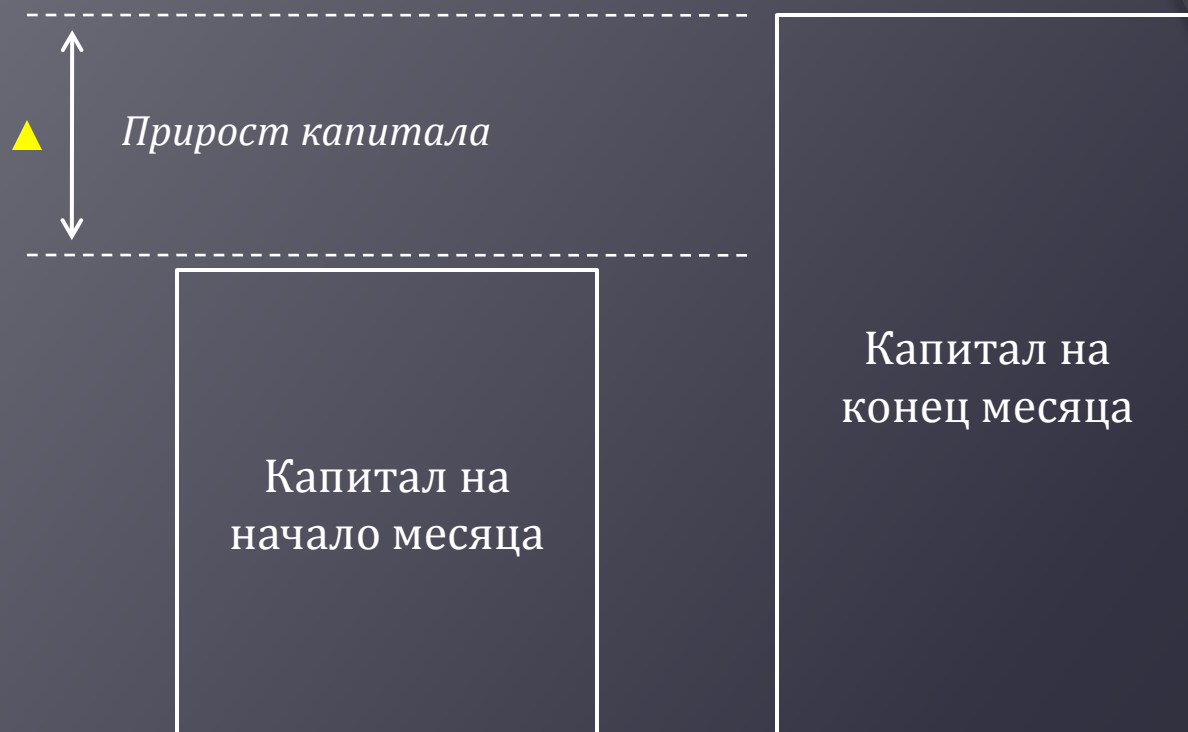 Прирост капитала
Капитал на
конец месяца
Капитал на
начало месяца